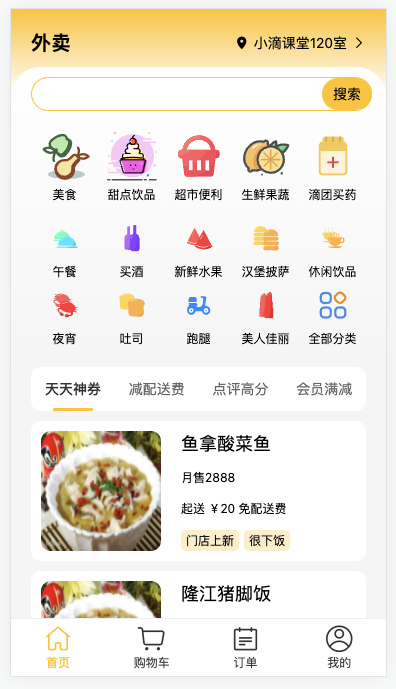 外卖 小滴课堂120室
搜索
美食 甜点饮品 超市便利 生鲜果蔬 滴团买药
午餐 买酒 新鲜水果 汉堡披萨 休闲饮品
夜宵 吐司 跑腿 美人佳丽 全部分类
天天神券 减配送费 点评高分 会员满减
鱼拿酸菜鱼
月售2888
起送 ￥20 免配送费
门店上新 很下饭
隆江猪脚饭
首页 购物车 订单 我的